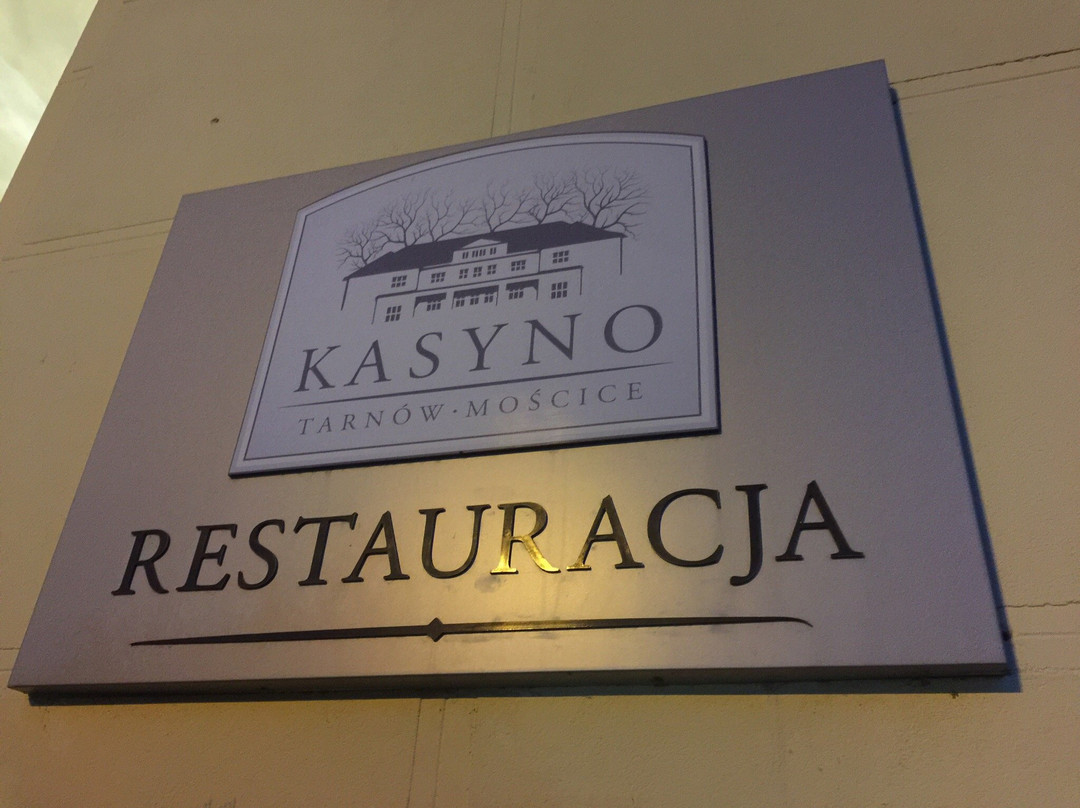 KASYNO
TARNÓW · MOŚCICE
RESTAURACJA